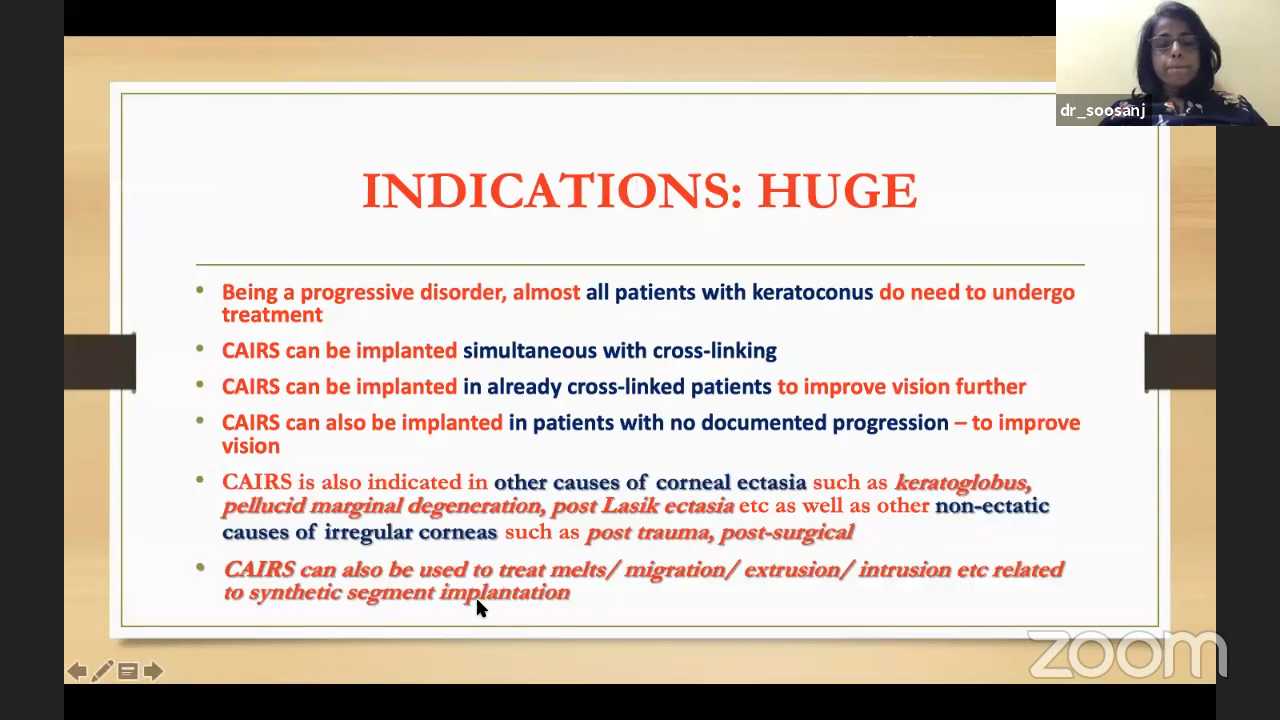 dr_soosanj
INDICATIONS: HUGE
• Being a progressive disorder, almost all patients with keratoconus do need to undergo
treatment
• CAIRS can be implanted simultaneous with cross-linking
• CAIRS can be implanted in already cross-linked patients to improve vision further
• CAIRS can also be implanted in patients with no documented progression – to improve
vision
• CAIRS is also indicated in other causes of corneal ectasia such as keratoglobus,
pellucid marginal degeneration, post Lasik ectasia etc as well as other non-ectatic
causes of irregular corneas such as post trauma, post-surgical
• CAIRS can also be used to treat melts/ migration/ extrusion/ intrusion etc related
to synthetic segment implantation
zoom